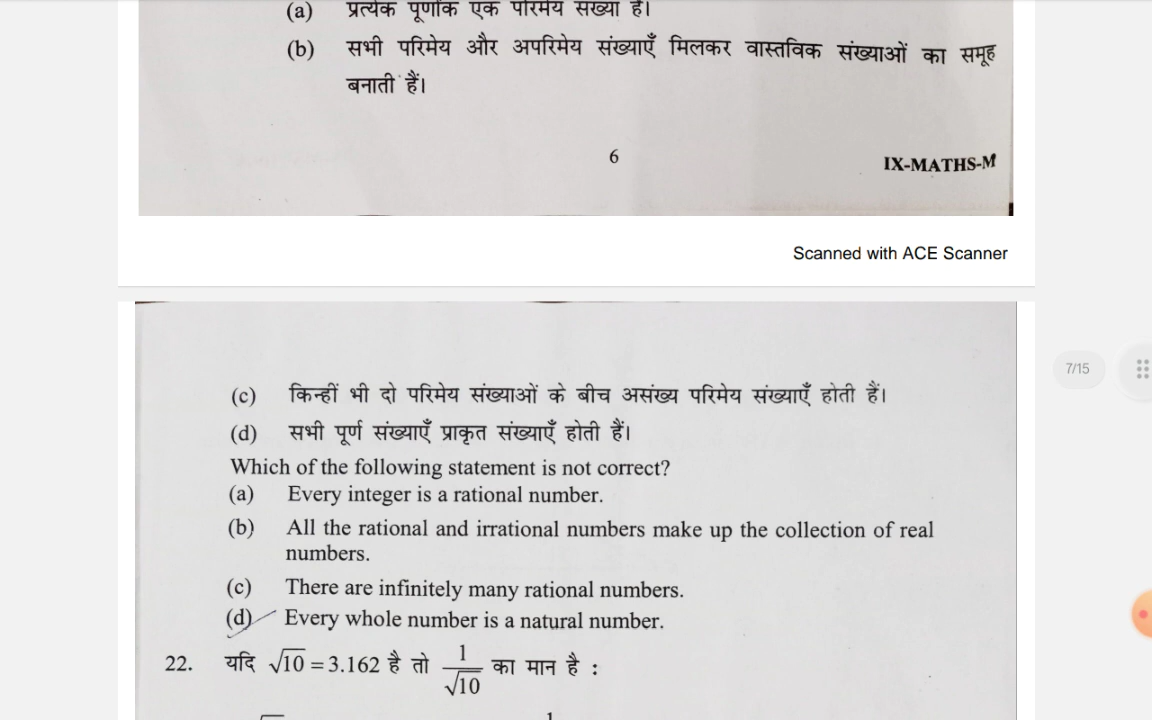 (a) प्रत्येक पूर्णांक एक परिमेय संख्या है।
(b) सभी परिमेय और अपरिमेय संख्याएँ मिलकर वास्तविक संख्याओं का समूह
बनाती हैं।
6
IX-MATHS-M
Scanned with ACE Scanner
7/15
(c) किन्हीं भी दो परिमेय संख्याओं के बीच असंख्य परिमेय संख्याएँ होती हैं।
(d) सभी पूर्ण संख्याएँ प्राकृत संख्याएँ होती हैं।
Which of the following statement is not correct?
(a) Every integer is a rational number.
(b) All the rational and irrational numbers make up the collection of real
numbers.
(c) There are infinitely many rational numbers.
(d) Every whole number is a natural number.
22. यदि √10 = 3.162 है तो 1/√10 का मान है :